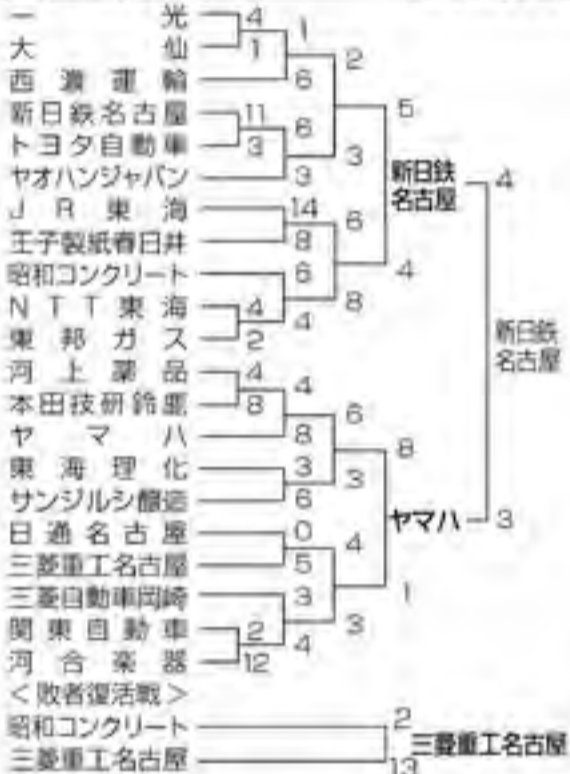 一光 4
大仙 1
1
西濃運輸 6
2
新日鉄名古屋 11
トヨタ自動車 3
6
ヤオハンジャパン 3
3
5
新日鉄名古屋 4
JR東海 14
王子製紙春日井 8
6
昭和コンクリート 6
NTT東海 4
東邦ガス 2
4
8
4
新日鉄名古屋
河上薬品 4
本田技研鈴鹿 8
4
ヤマハ 8
6
東海理化 3
サンジルシ醸造 6
3
8
ヤマハ 3
日通名古屋 0
三菱重工名古屋 5
4
三菱自動車岡崎 3
関東自動車 2
河合楽器 12
4
3
1
<敗者復活戦>
昭和コンクリート 2
三菱重工名古屋 13
三菱重工名古屋